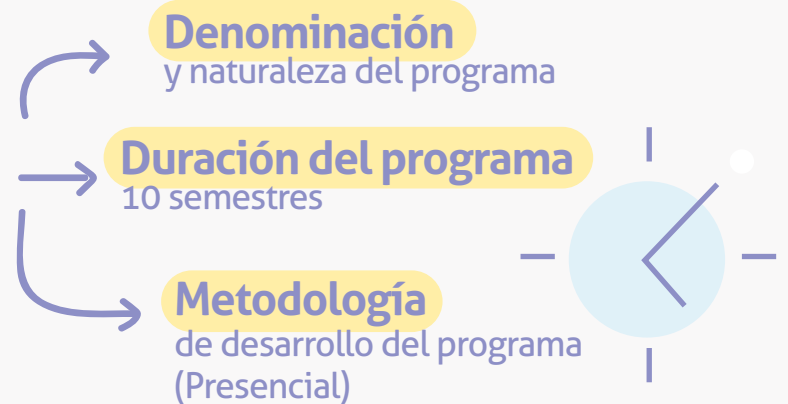 Denominación
y naturaleza del programa
Duración del programa
10 semestres
Metodología
de desarrollo del programa
(Presencial)